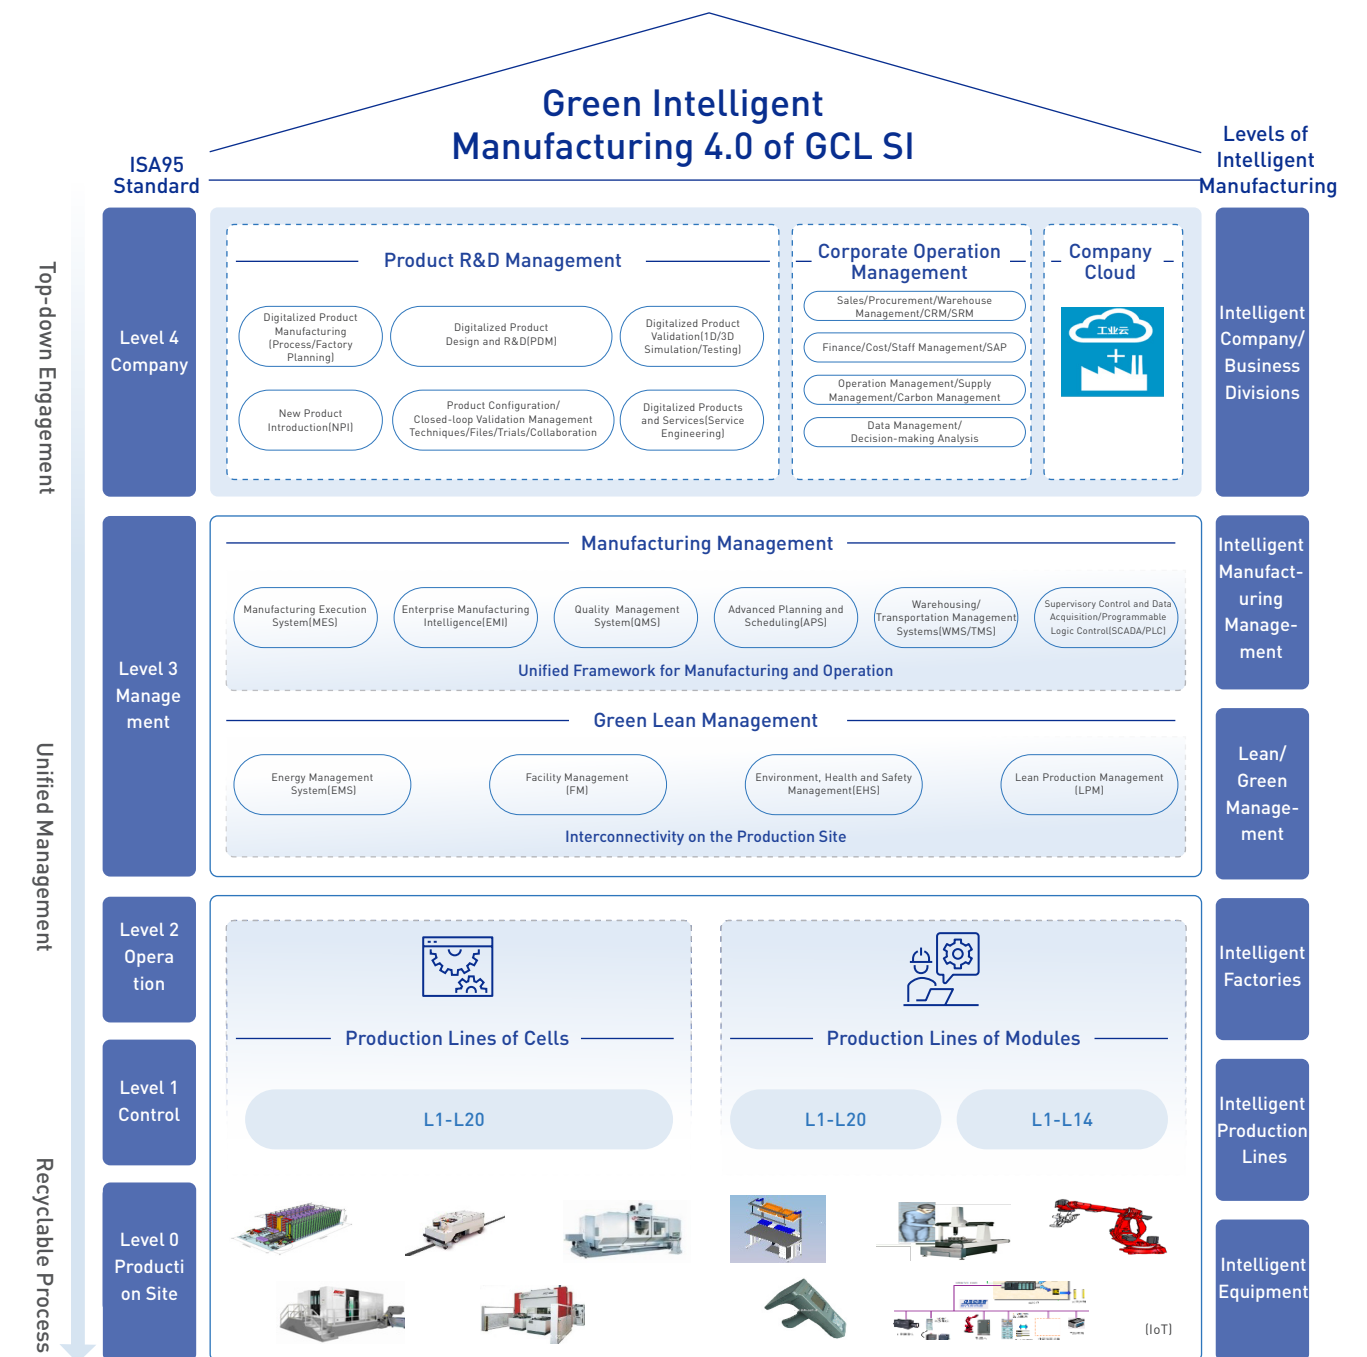 Green Intelligent
Manufacturing 4.0 of GCL SI
ISA95
Standard
Levels of
Intelligent
Manufacturing
Top-down Engagement
Unified Management
Recyclable Process
Level 4
Company
Product R&D Management
Digitalized Product
Manufacturing
(Process/Factory
Planning)
Digitalized Product
Design and R&D(PDM)
Digitalized Product
Validation(1D/3D
Simulation/Testing)
New Product
Introduction(NPI)
Product Configuration/
Closed-loop Validation Management
Techniques/Files/Trials/Collaboration
Digitalized Products
and Services(Service
Engineering)
Corporate Operation
Management
Sales/Procurement/Warehouse
Management/CRM/SRM
Finance/Cost/Staff Management/SAP
Operation Management/Supply
Management/Carbon Management
Data Management/
Decision-making Analysis
Company
Cloud
工业云
Intelligent
Company/
Business
Divisions
Level 3
Manage
ment
Manufacturing Management
Manufacturing Execution
System(MES)
Enterprise Manufacturing
Intelligence(EMI)
Quality Management
System(QMS)
Advanced Planning and
Scheduling(APS)
Warehousing/
Transportation Management
Systems(WMS/TMS)
Supervisory Control and Data
Acquisition/Programmable
Logic Control(SCADA/PLC)
Unified Framework for Manufacturing and Operation
Intelligent
Manufact-
uring
Manage-
ment
Green Lean Management
Energy Management
System(EMS)
Facility Management
(FM)
Environment, Health and Safety
Management(EHS)
Lean Production Management
(LPM)
Interconnectivity on the Production Site
Lean/
Green
Manage-
ment
Level 2
Opera
tion
Production Lines of Cells
Production Lines of Modules
Intelligent
Factories
Level 1
Control
L1-L20
L1-L20
L1-L14
Intelligent
Production
Lines
Level 0
Producti
on Site
(IoT)
Intelligent
Equipment